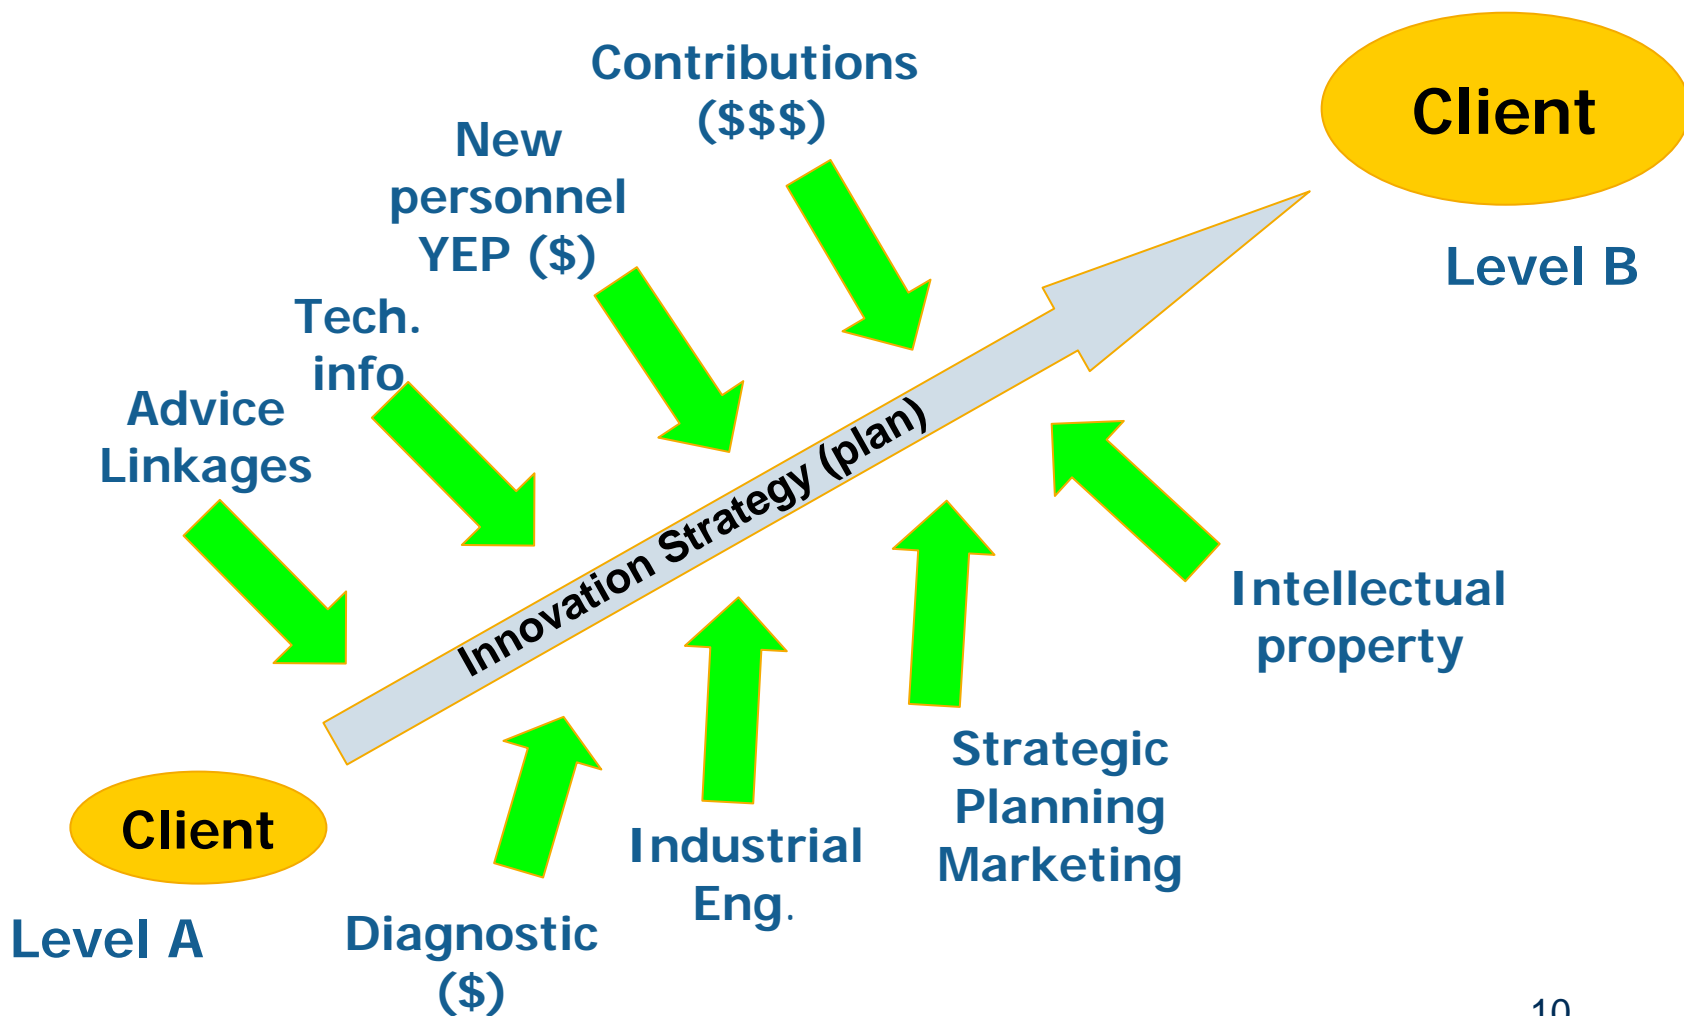 Contributions
($$$)
Client
Level B
New
personnel
YEP ($)
Tech.
info
Advice
Linkages
Innovation Strategy (plan)
Intellectual
property
Strategic
Planning
Marketing
Industrial
Eng.
Diagnostic
($)
Client
Level A
10